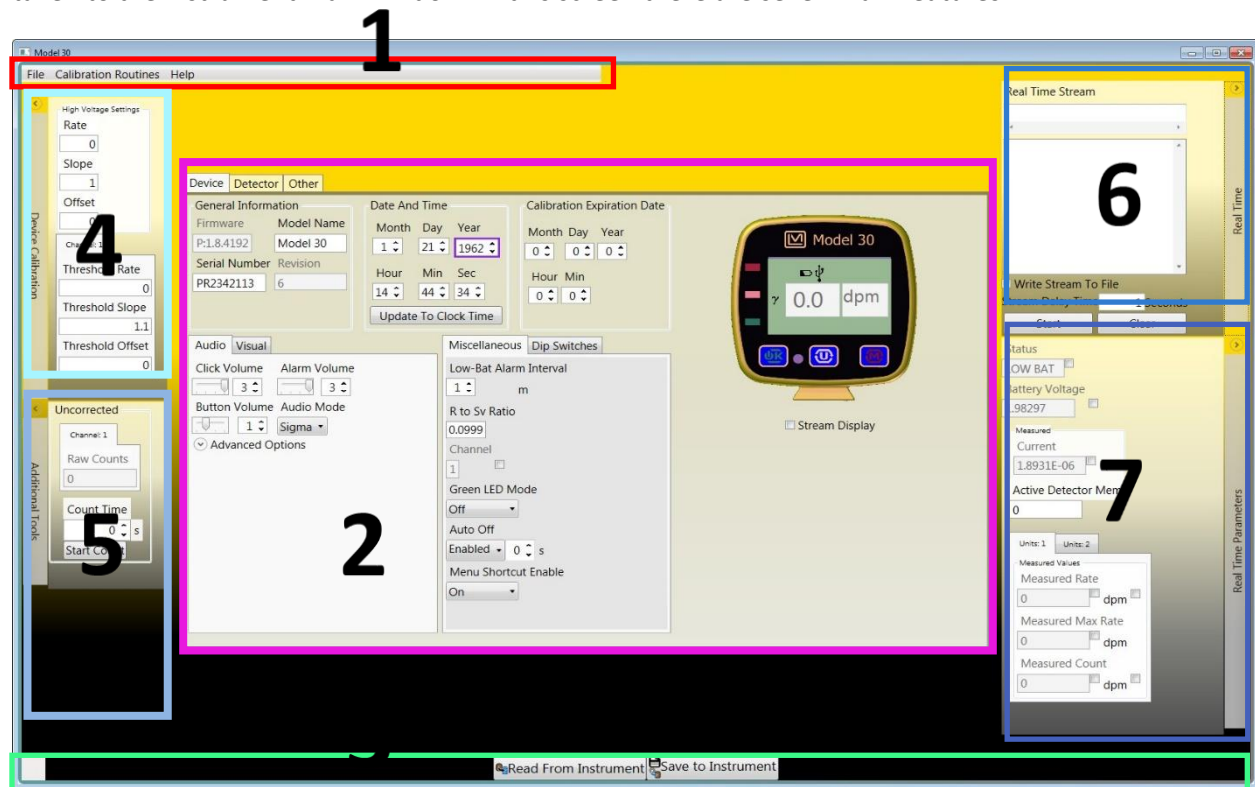 1
Model 30
File Calibration Routines Help
High Voltage Settings
Rate
0
Slope
1
Offset
Threshold Rate
0
Threshold Slope
1.1
Threshold Offset
0
Device Calibration
4
Uncorrected
Channel: 1
Raw Counts
0
Count Time
0 s
Start Count
Additional Tools
5
Device Detector Other
General Information
Firmware Model Name
P:1.8.4192 Model 30
Serial Number Revision
PR2342113 6
Date And Time
Month Day Year
1 21 1962
Hour Min Sec
14 44 34
Update To Clock Time
Calibration Expiration Date
Month Day Year
0 0 0
Hour Min
0 0
Audio Visual
Click Volume Alarm Volume
3 3
Button Volume Audio Mode
1 Sigma
Advanced Options
2
Miscellaneous Dip Switches
Low-Bat Alarm Interval
1 m
R to Sv Ratio
0.0999
Channel
1
Green LED Mode
Off
Auto Off
Enabled 0 s
Menu Shortcut Enable
On
Model 30
γ 0.0 dpm
OK U M
Stream Display
Real Time Stream
6
Write Stream To File
Stream Delay Time 1 Seconds
Start Clear
Real Time
Status
LOW BAT
Battery Voltage
.98297
Measured
Current
1.8931E-06
Active Detector Mem
0
7
Units: 1 Units: 2
Measured Values
Measured Rate
0 dpm
Measured Max Rate
0 dpm
Measured Count
0 dpm
Real Time Parameters
Read From Instrument Save to Instrument